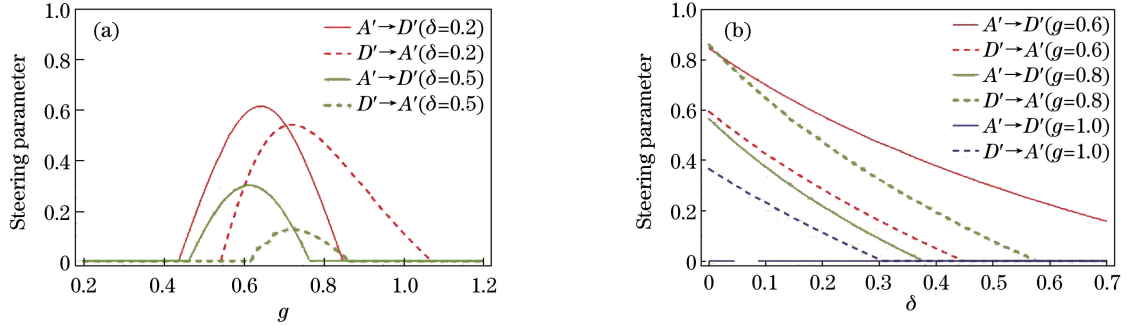 (a)
A′→D′(δ=0.2)
D′→A′(δ=0.2)
A′→D′(δ=0.5)
D′→A′(δ=0.5)
Steering parameter
1.0
0.8
0.6
0.4
0.2
0
0.2 0.4 0.6 0.8 1.0 1.2
g
(b)
A′→D′(g=0.6)
D′→A′(g=0.6)
A′→D′(g=0.8)
D′→A′(g=0.8)
A′→D′(g=1.0)
D′→A′(g=1.0)
Steering parameter
1.0
0.8
0.6
0.4
0.2
0
0 0.1 0.2 0.3 0.4 0.5 0.6 0.7
δ